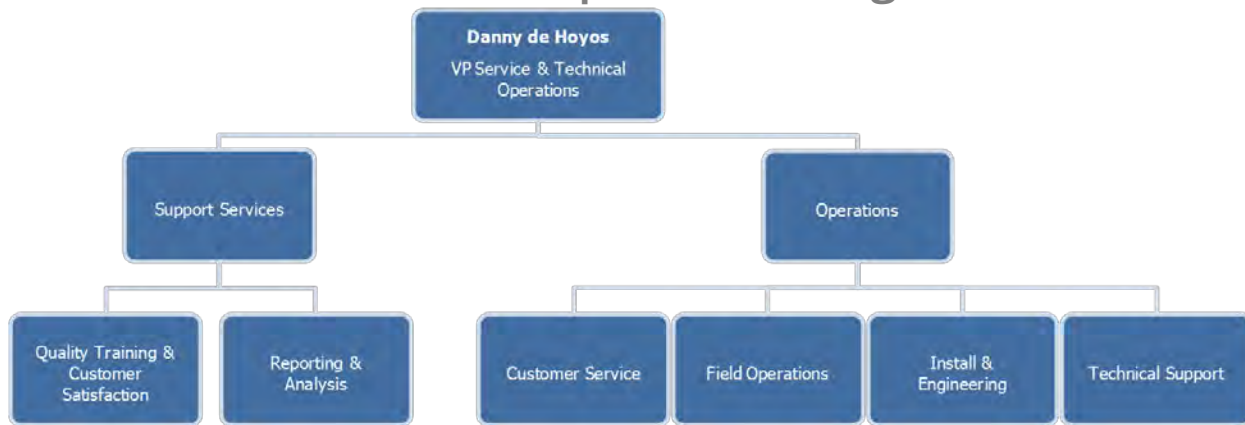 Danny de Hoyos
VP Service & Technical
Operations
Support Services
Operations
Quality Training &
Customer
Satisfaction
Reporting &
Analysis
Customer Service
Field Operations
Install &
Engineering
Technical Support